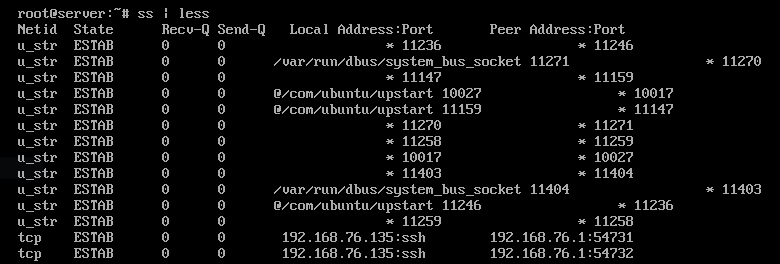 root@server:~# ss | less
Netid State Recv-Q Send-Q Local Address:Port Peer Address:Port
u_str ESTAB 0 0 * 11236 * 11246
u_str ESTAB 0 0 /var/run/dbus/system_bus_socket 11271 * 11270
u_str ESTAB 0 0 * 11147 * 11159
u_str ESTAB 0 0 @/com/ubuntu/upstart 10027 * 10017
u_str ESTAB 0 0 @/com/ubuntu/upstart 11159 * 11147
u_str ESTAB 0 0 * 11270 * 11271
u_str ESTAB 0 0 * 11258 * 11259
u_str ESTAB 0 0 * 10017 * 10027
u_str ESTAB 0 0 * 11403 * 11404
u_str ESTAB 0 0 /var/run/dbus/system_bus_socket 11404 * 11403
u_str ESTAB 0 0 @/com/ubuntu/upstart 11246 * 11236
u_str ESTAB 0 0 * 11259 * 11258
tcp ESTAB 0 0 192.168.76.135:ssh 192.168.76.1:54731
tcp ESTAB 0 0 192.168.76.135:ssh 192.168.76.1:54732